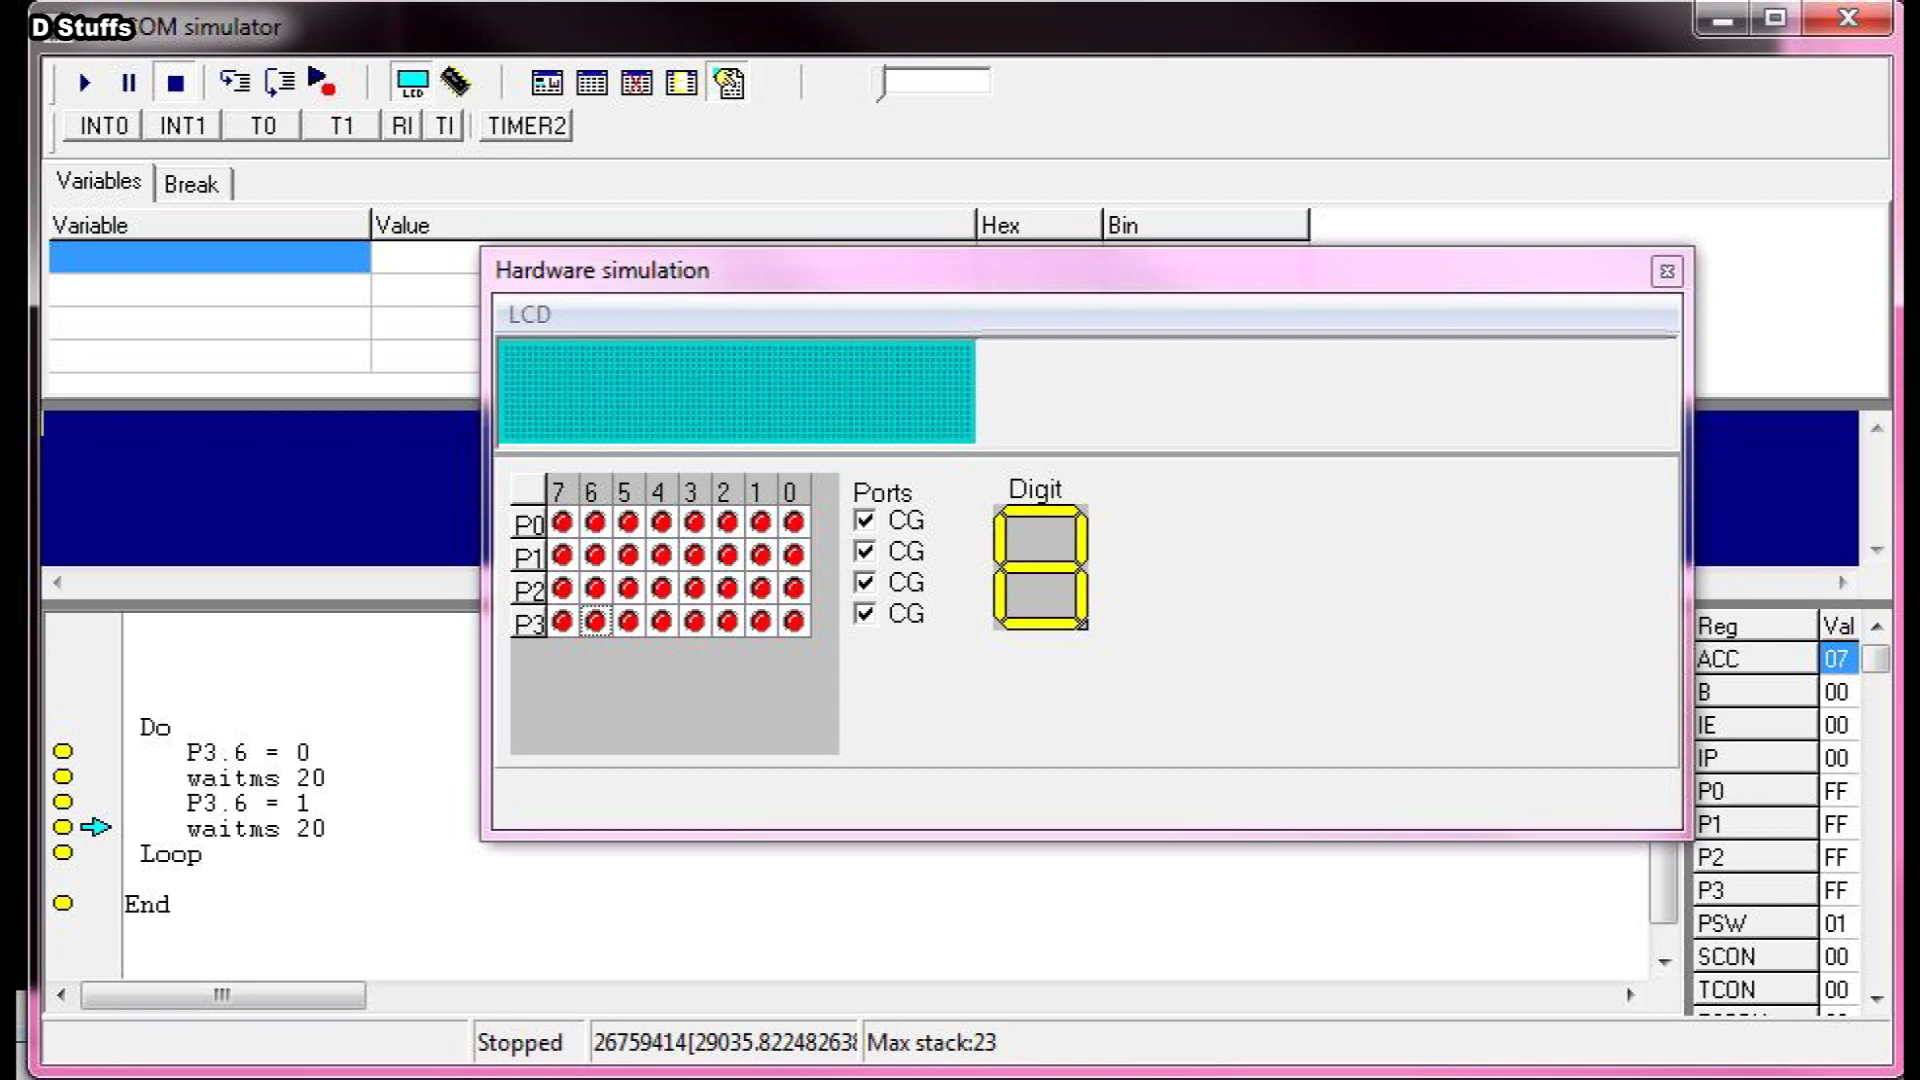 D Stuffs
OM simulator
LCD
INT0 INT1 T0 T1 RI TI TIMER2
Variables Break
Variable Value Hex Bin
Hardware simulation
LCD
7 6 5 4 3 2 1 0
P0
P1
P2
P3
Ports
CG
CG
CG
CG
Digit
Do
P3.6 = 0
waitms 20
P3.6 = 1
waitms 20
Loop
End
Reg Val
ACC 07
B 00
IE 00
IP 00
P0 FF
P1 FF
P2 FF
P3 FF
PSW 01
SCON 00
TCON 00
Stopped 26759414[29035.822482638 Max stack:23